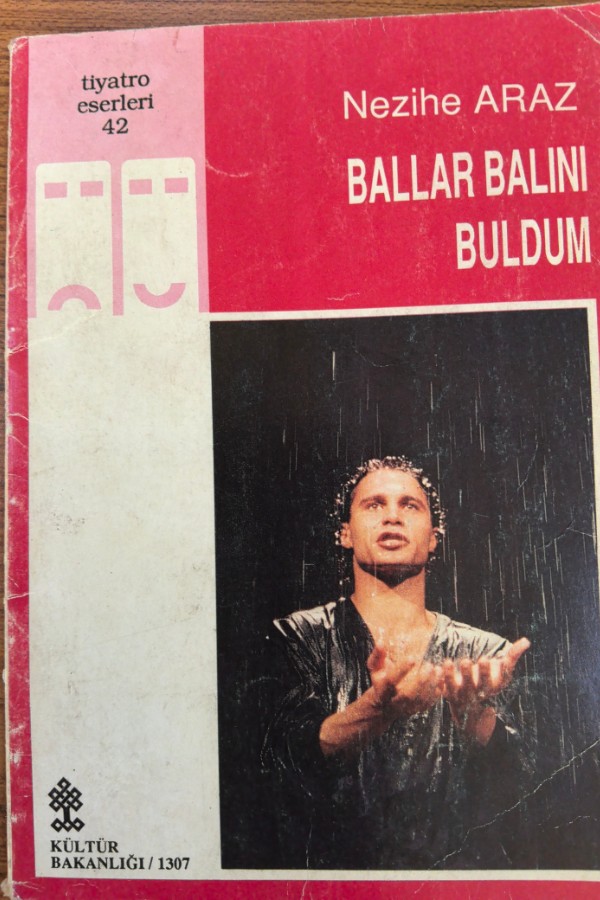 tiyatro
eserleri
42
Nezihe ARAZ
BALLAR BALINI
BULDUM
KÜLTÜR
BAKANLIĞI / 1307